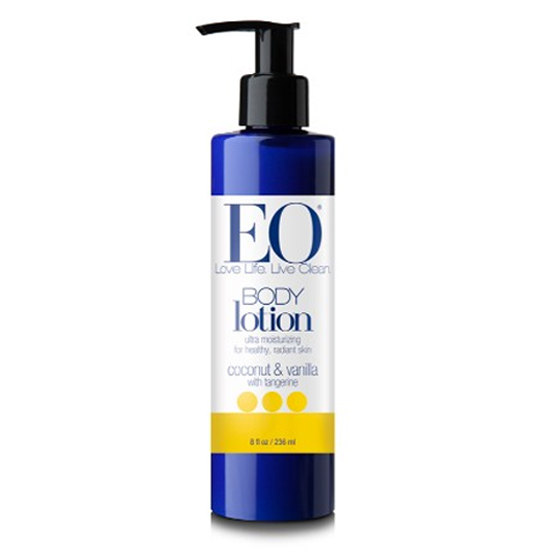 EO®
Love Life. Live Clean.
BODY
lotion
ultra moisturizing
for healthy, radiant skin
coconut & vanilla
with tangerine
8 fl oz / 236 ml